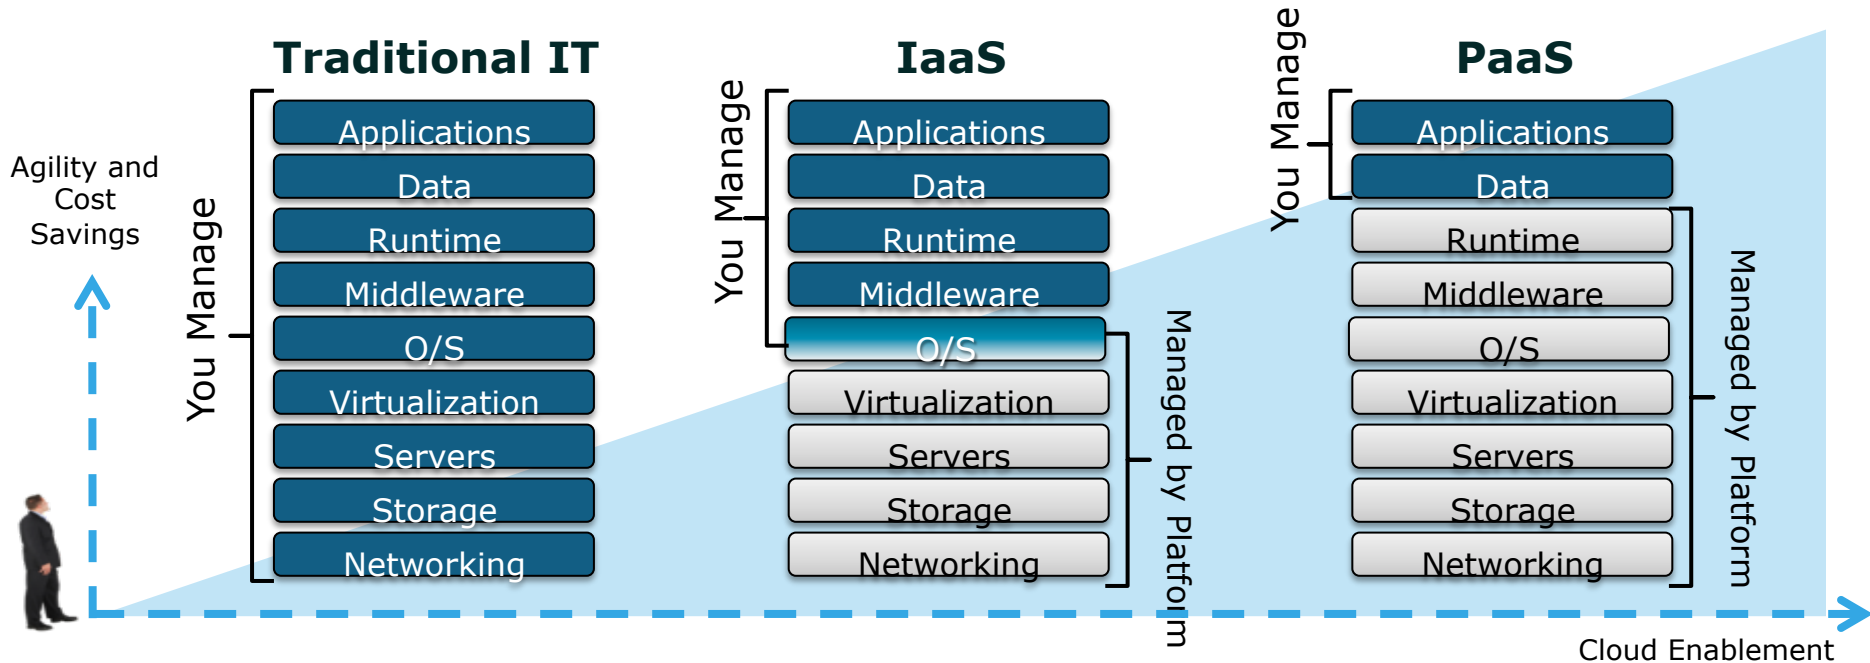 Agility and
Cost
Savings
Traditional IT
You Manage
Applications
Data
Runtime
Middleware
O/S
Virtualization
Servers
Storage
Networking
IaaS
You Manage
Applications
Data
Runtime
Middleware
O/S
Virtualization
Servers
Storage
Networking
Managed by Platform
PaaS
You Manage
Applications
Data
Runtime
Middleware
O/S
Virtualization
Servers
Storage
Networking
Managed by Platform
Cloud Enablement